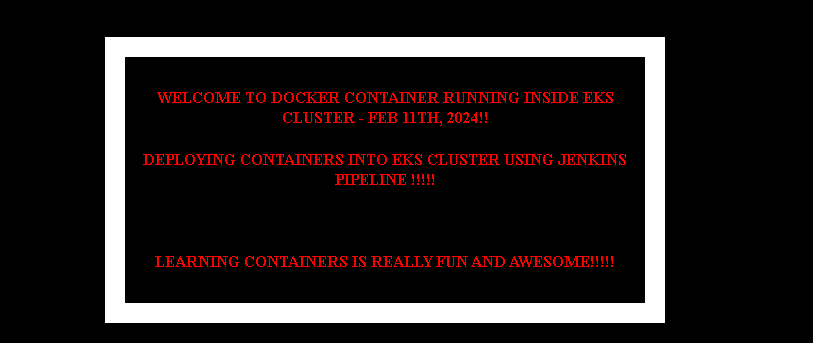 WELCOME TO DOCKER CONTAINER RUNNING INSIDE EKS
CLUSTER - FEB 11TH, 2024!!
DEPLOYING CONTAINERS INTO EKS CLUSTER USING JENKINS
PIPELINE !!!!!
LEARNING CONTAINERS IS REALLY FUN AND AWESOME!!!!!